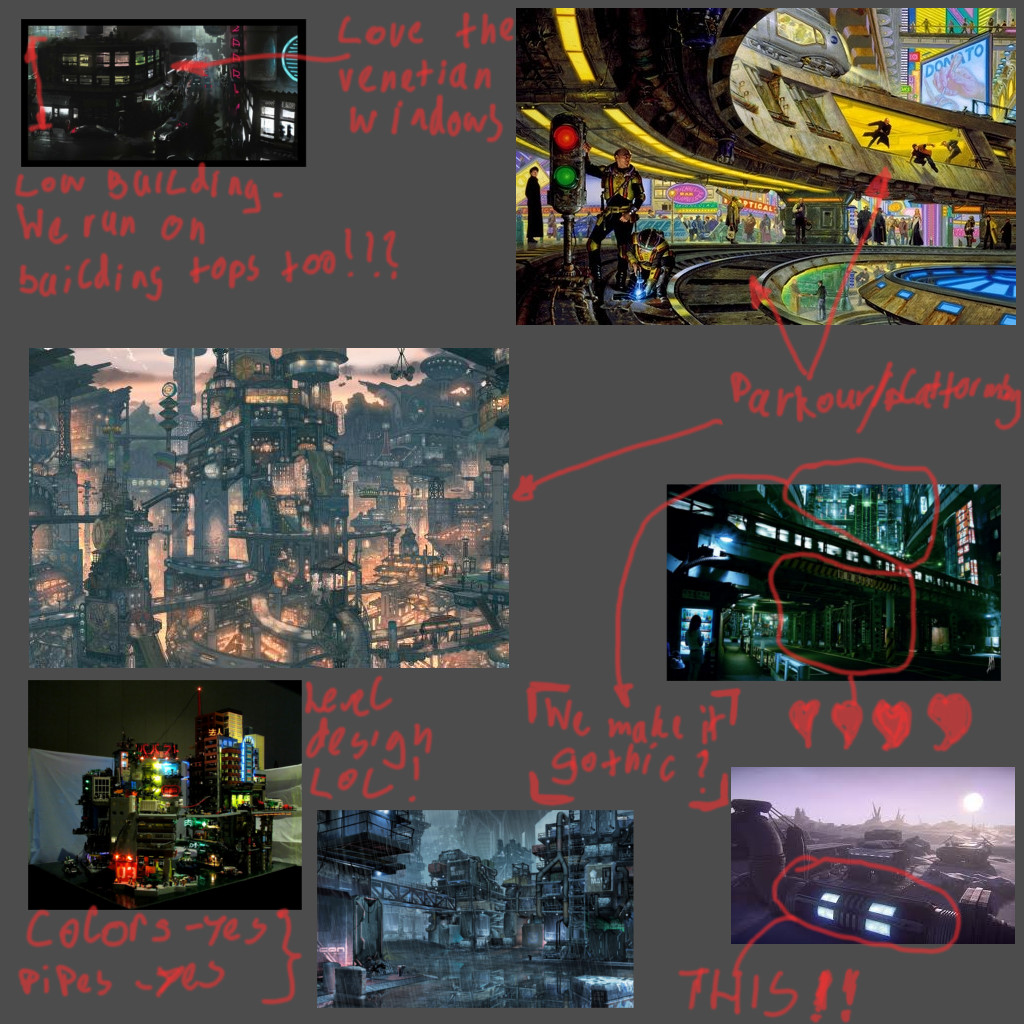 Love the
venetian
windows
Low Building.
We run on
building tops too!!??
DONATO
OPTICAL
Parkour/platforming
Level
design
LOL!
We make it
gothic?
Colors-yes
pipes-yes
THIS!!